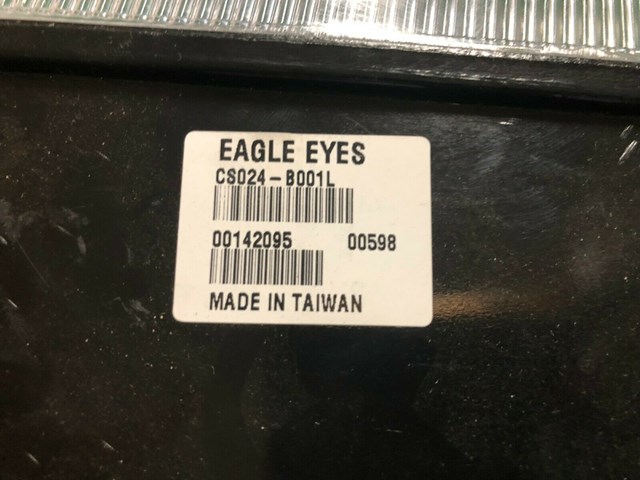 EAGLE EYES
CS024-B001L
00142095 00598
MADE IN TAIWAN